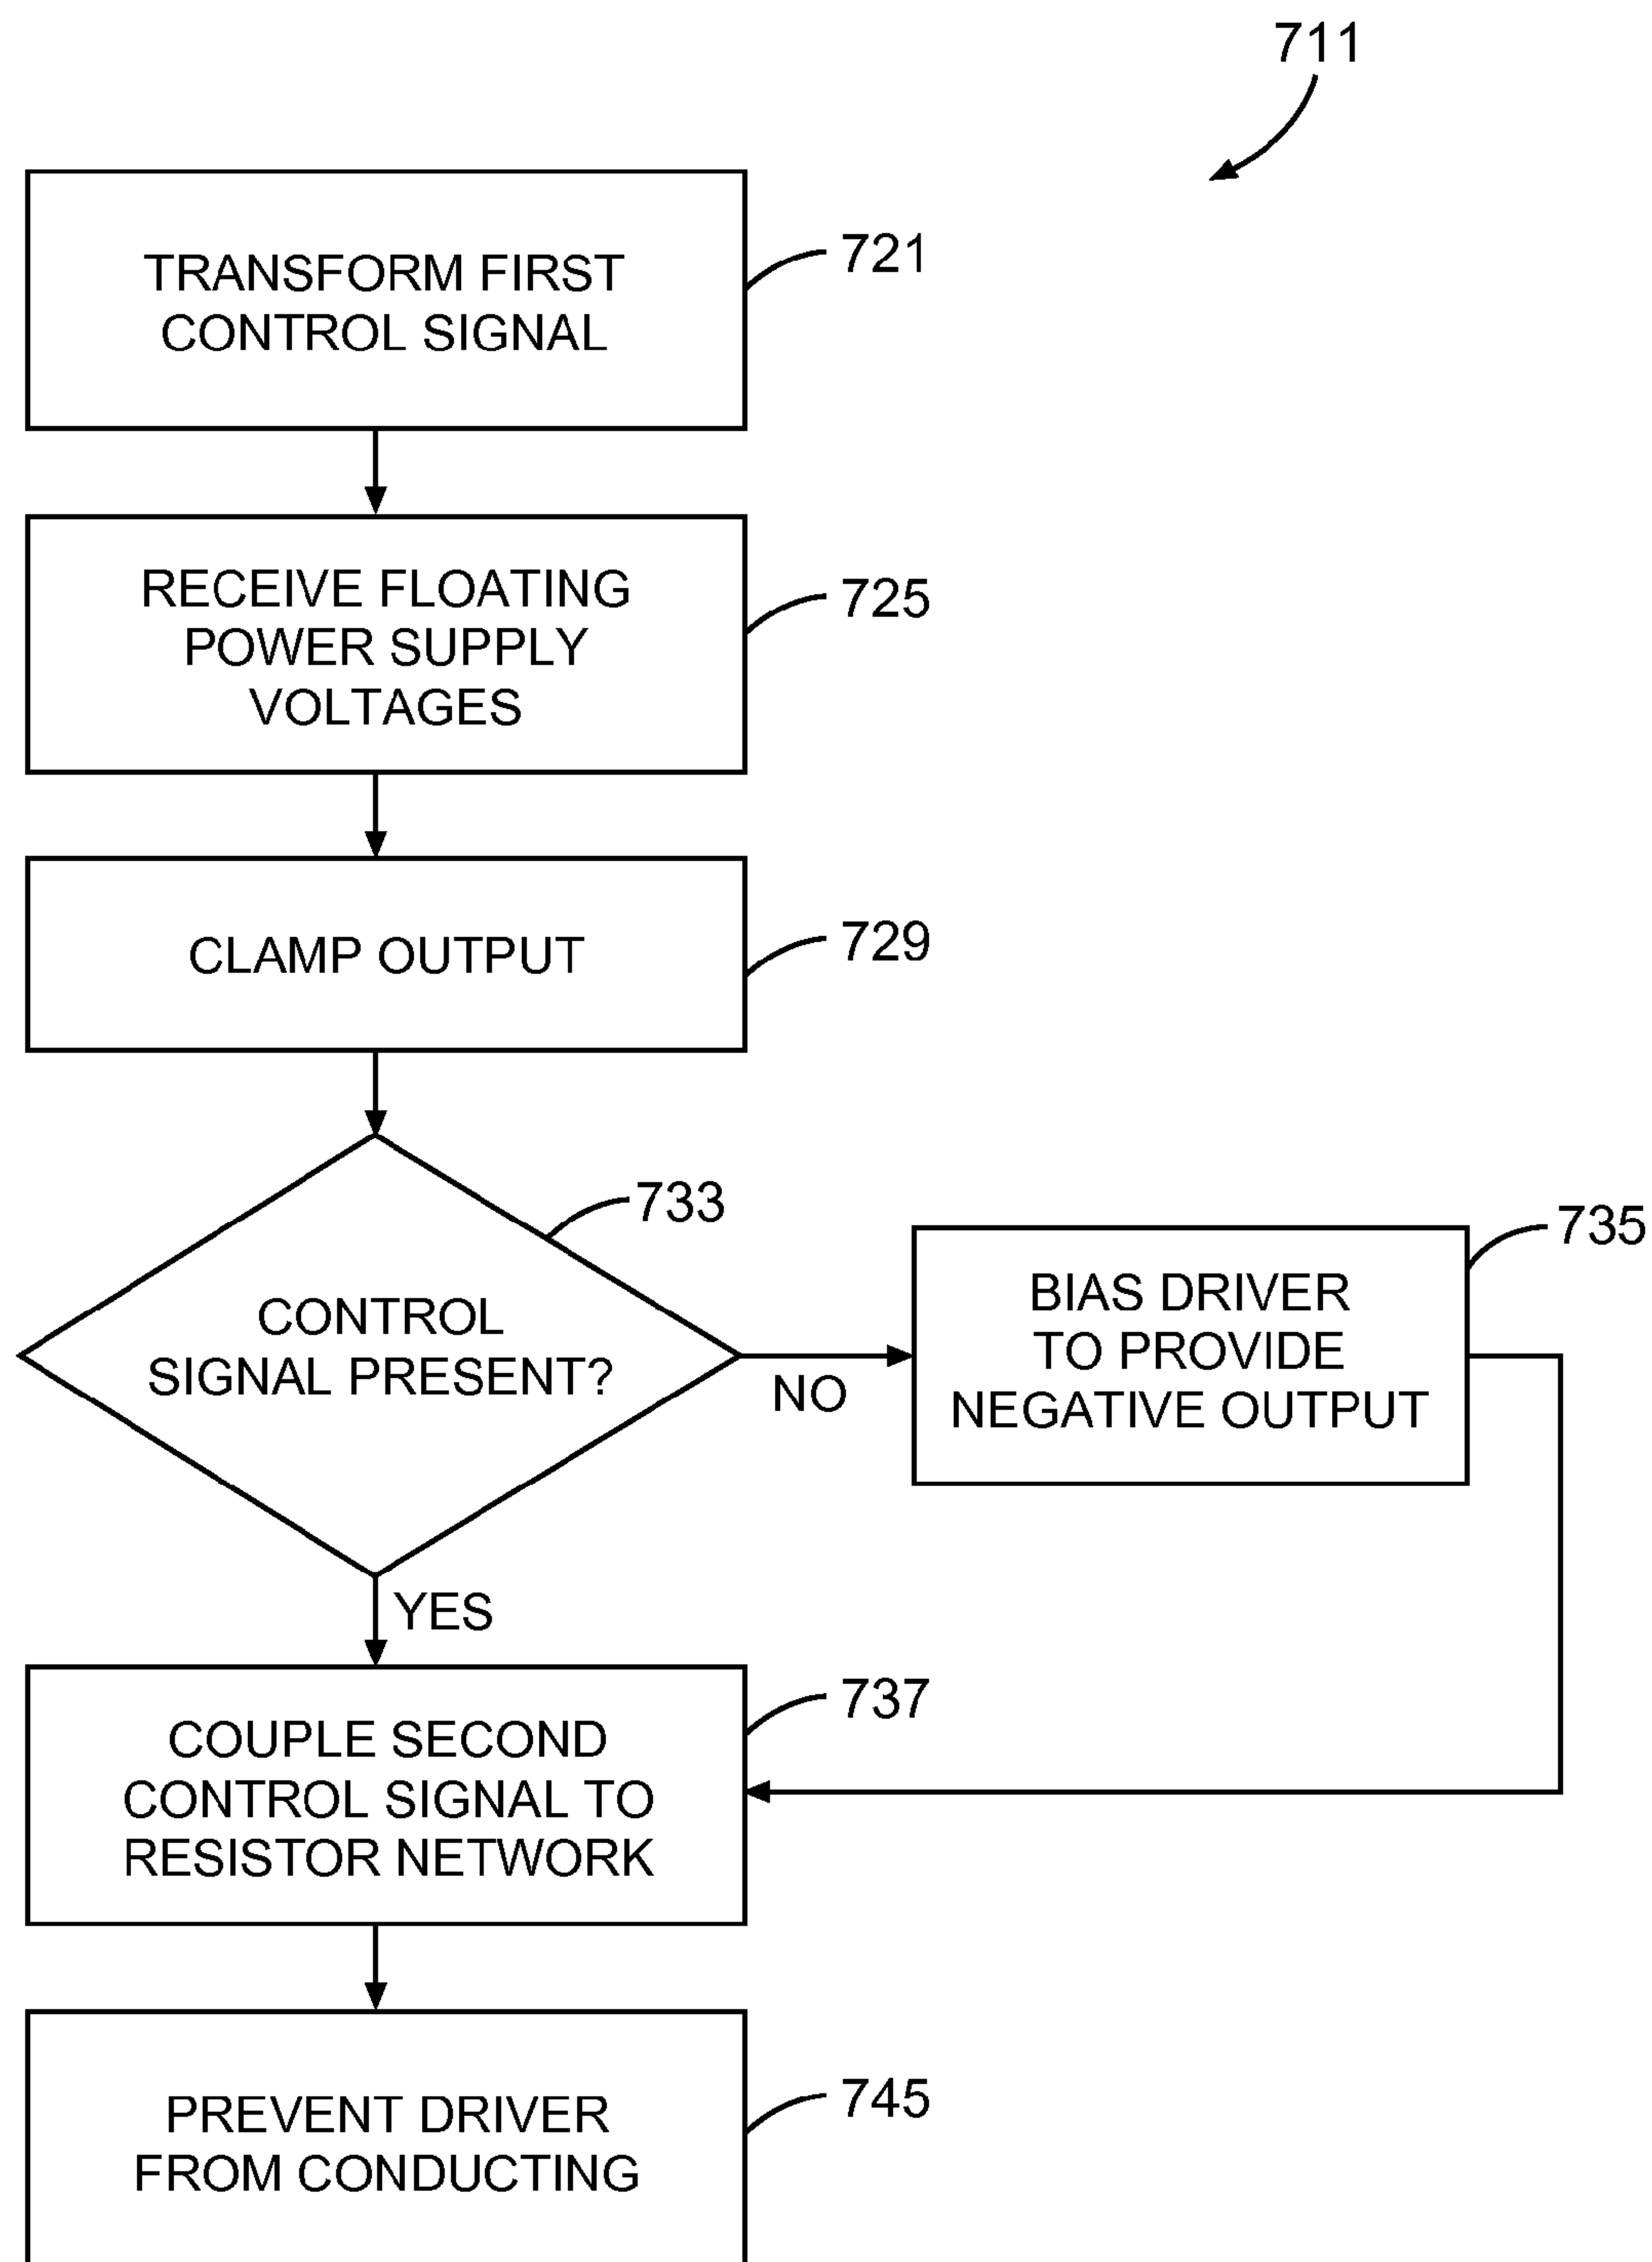 711
TRANSFORM FIRST
CONTROL SIGNAL
721
RECEIVE FLOATING
POWER SUPPLY
VOLTAGES
725
CLAMP OUTPUT
729
733
CONTROL
SIGNAL PRESENT?
NO
735
BIAS DRIVER
TO PROVIDE
NEGATIVE OUTPUT
YES
COUPLE SECOND
CONTROL SIGNAL TO
RESISTOR NETWORK
737
PREVENT DRIVER
FROM CONDUCTING
745